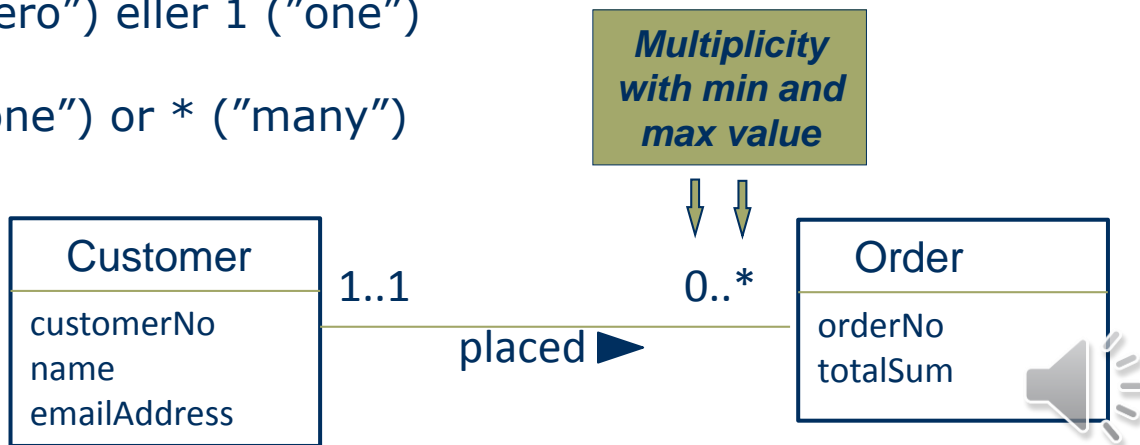 ero") eller 1 ("one")
ne") or * ("many")
Multiplicity
with min and
max value
Customer
customerNo
name
emailAddress
1..1
placed
0..*
Order
orderNo
totalSum